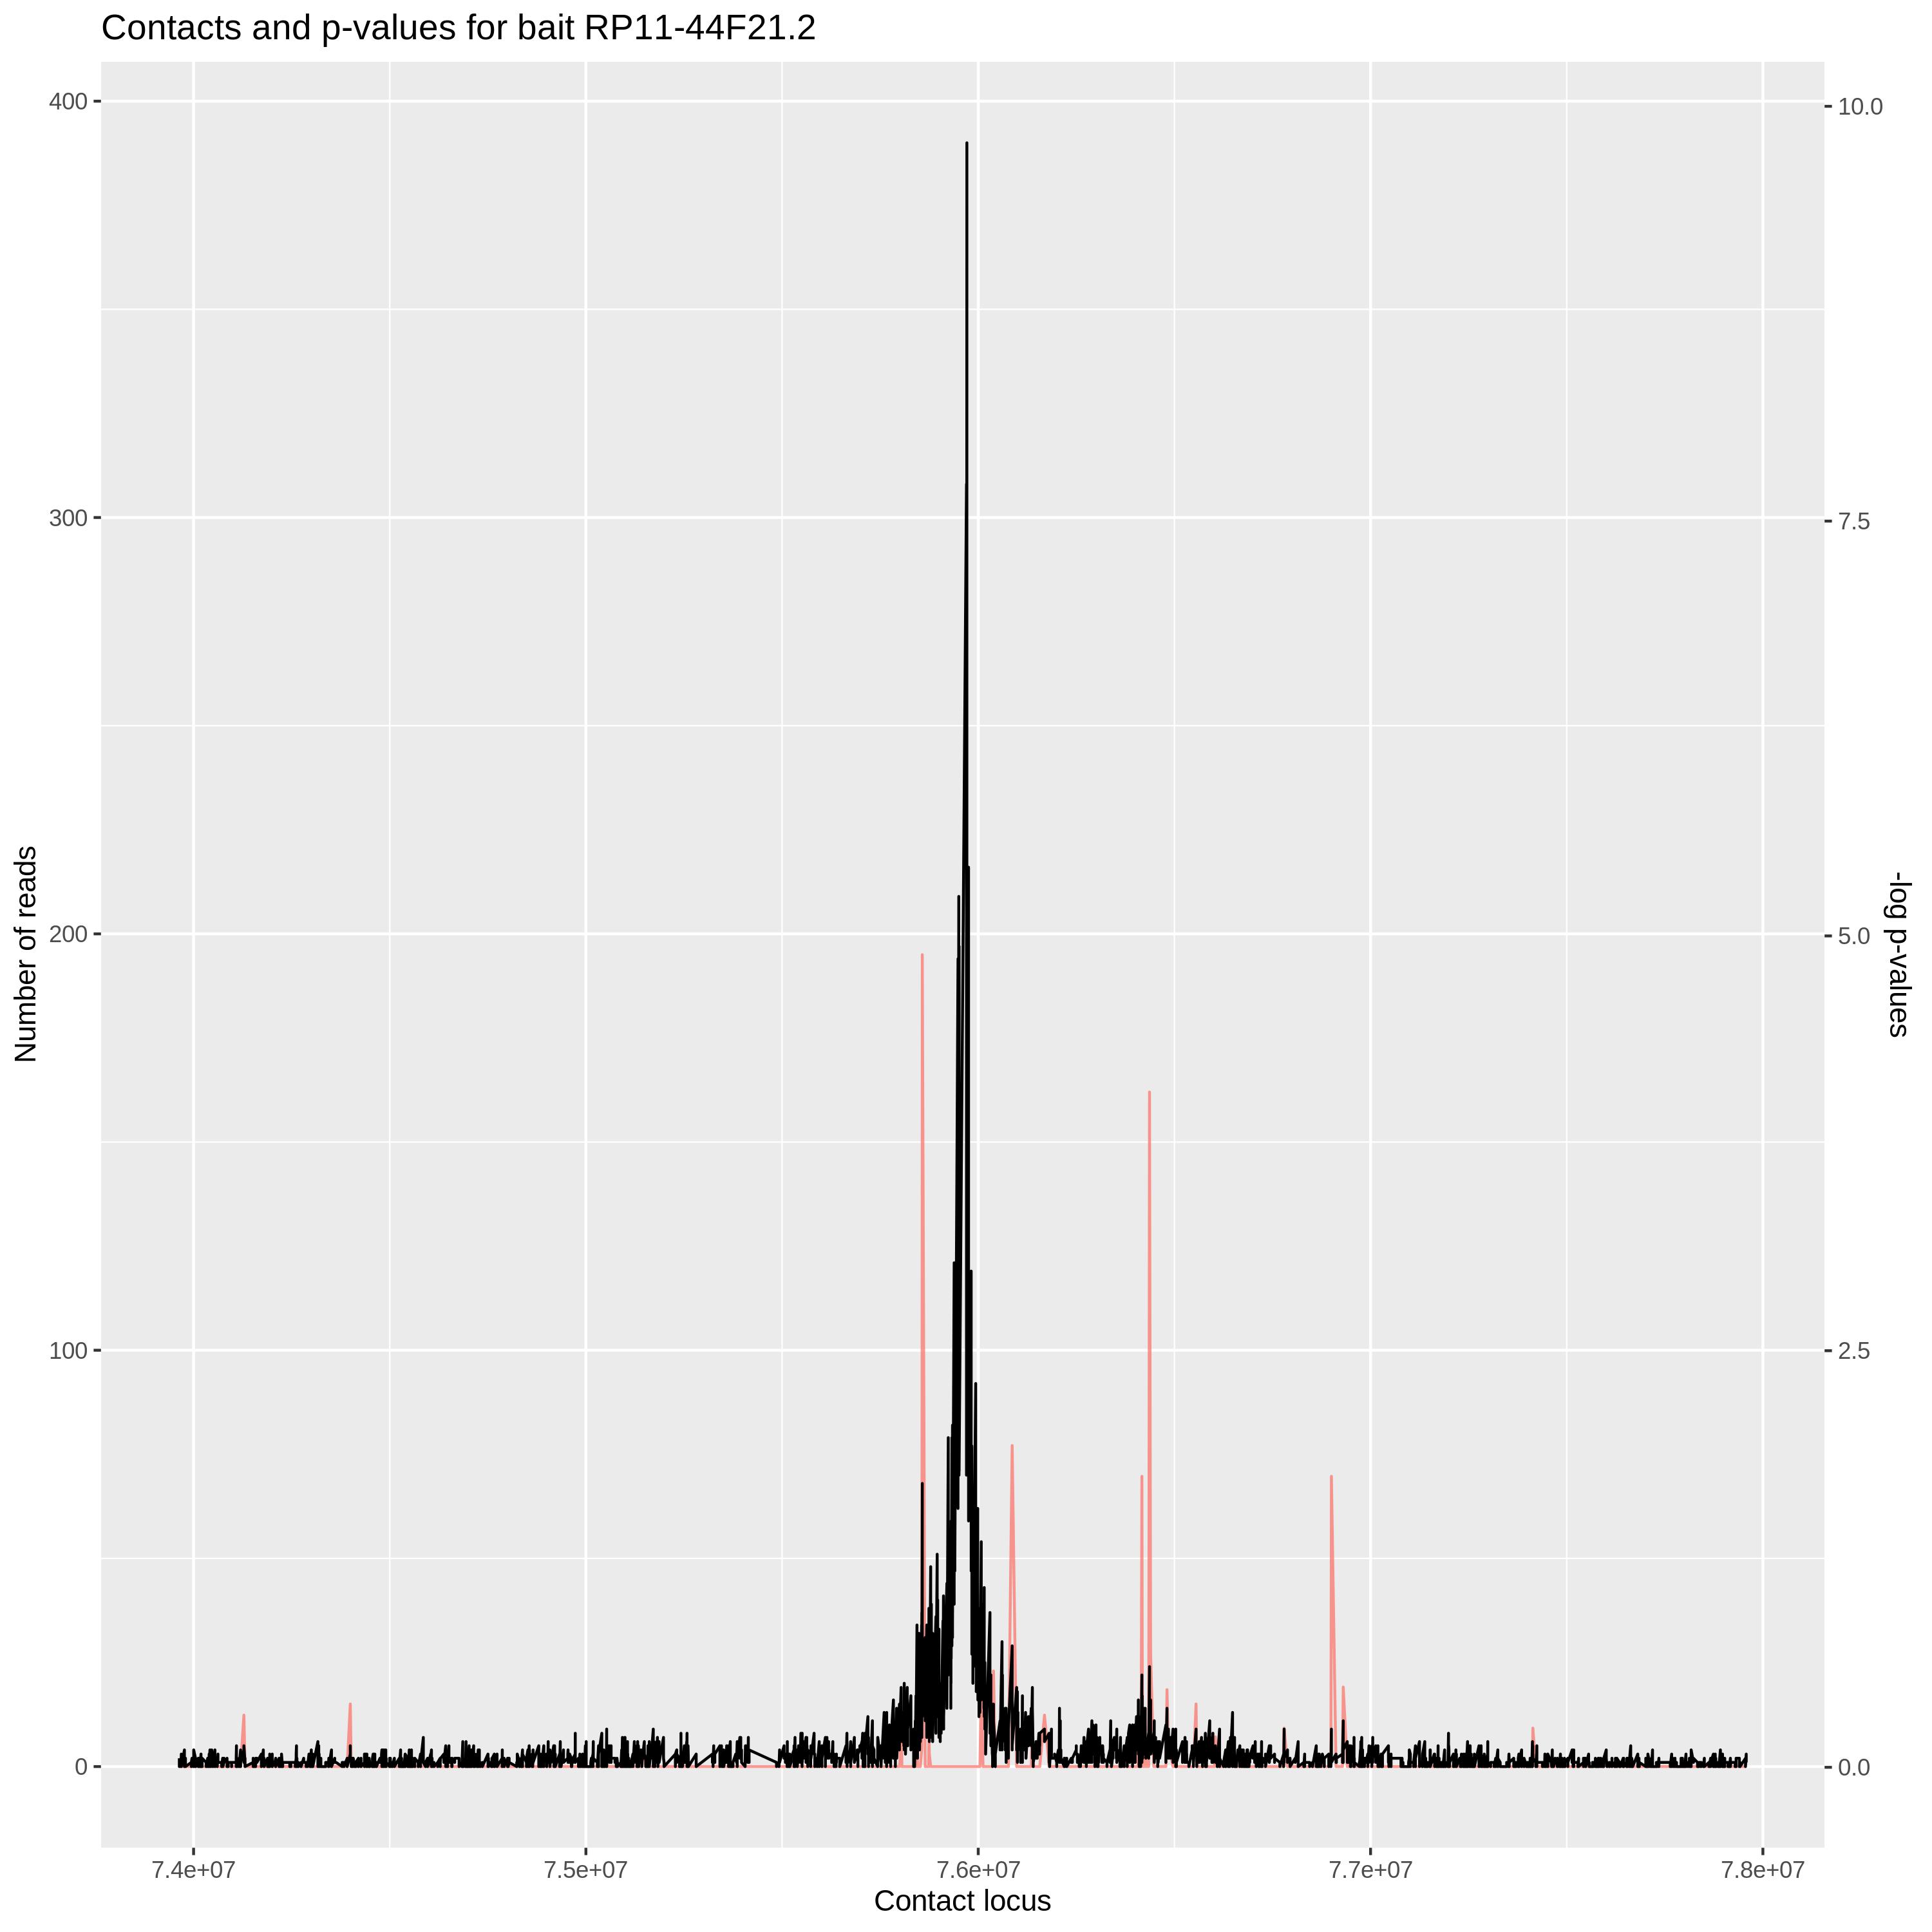 Contacts and p-values for bait RP11-44F21.2
400
300
200
100
0
Number of reads
10.0
7.5
5.0
2.5
0.0
-log p-values
7.4e+07
7.5e+07
7.6e+07
7.7e+07
7.8e+07
Contact locus